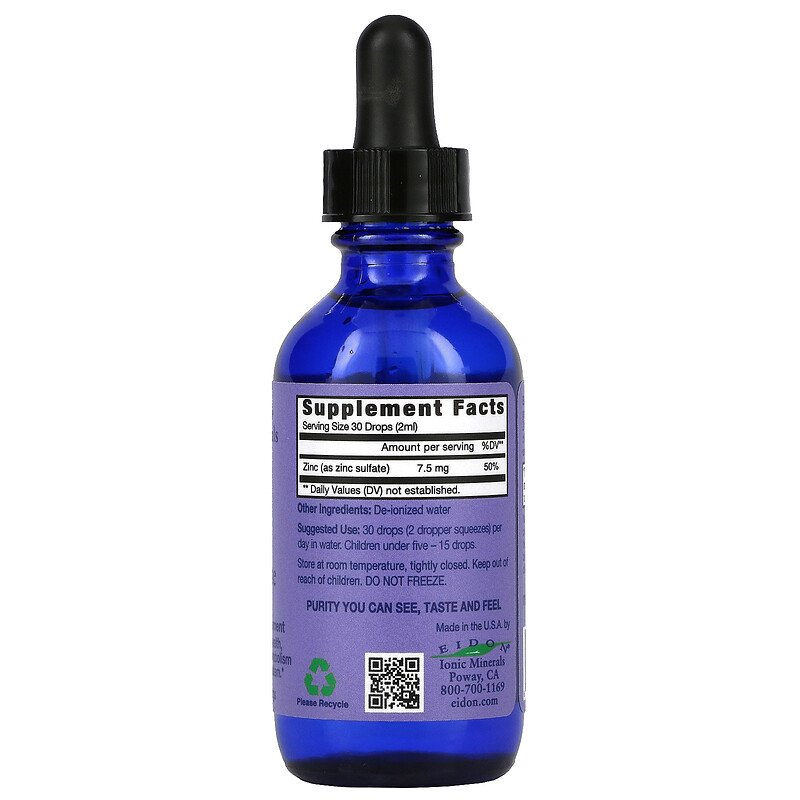 Supplement Facts
Serving Size 30 Drops (2ml)
Amount per serving %DV**
Zinc (as zinc sulfate) 7.5 mg 50%
** Daily Values (DV) not established.
Other Ingredients: De-ionized water
Suggested Use: 30 drops (2 dropper squeezes) per
day in water. Children under five – 15 drops.
Store at room temperature, tightly closed. Keep out of
reach of children. DO NOT FREEZE.
PURITY YOU CAN SEE, TASTE AND FEEL
Made in the U.S.A. by
EIDON
Ionic Minerals
Poway, CA
800-700-1169
eidon.com
Please Recycle